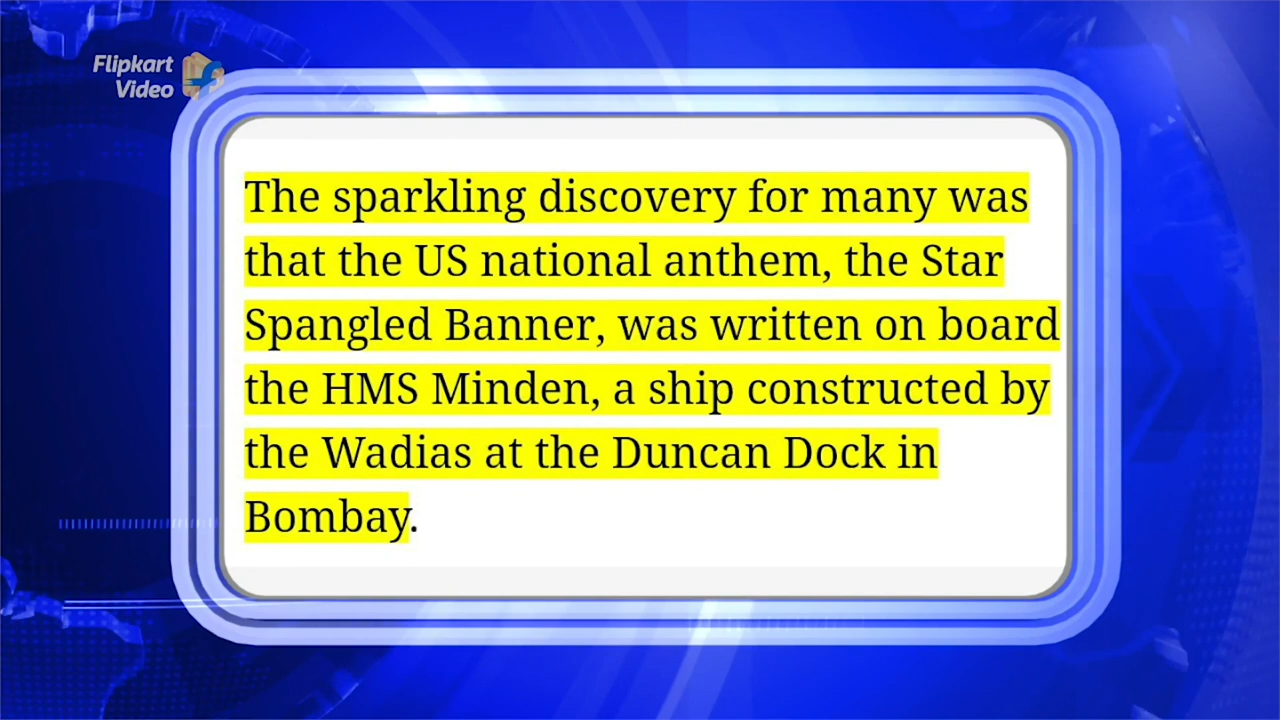 Flipkart
Video
The sparkling discovery for many was
that the US national anthem, the Star
Spangled Banner, was written on board
the HMS Minden, a ship constructed by
the Wadias at the Duncan Dock in
Bombay.